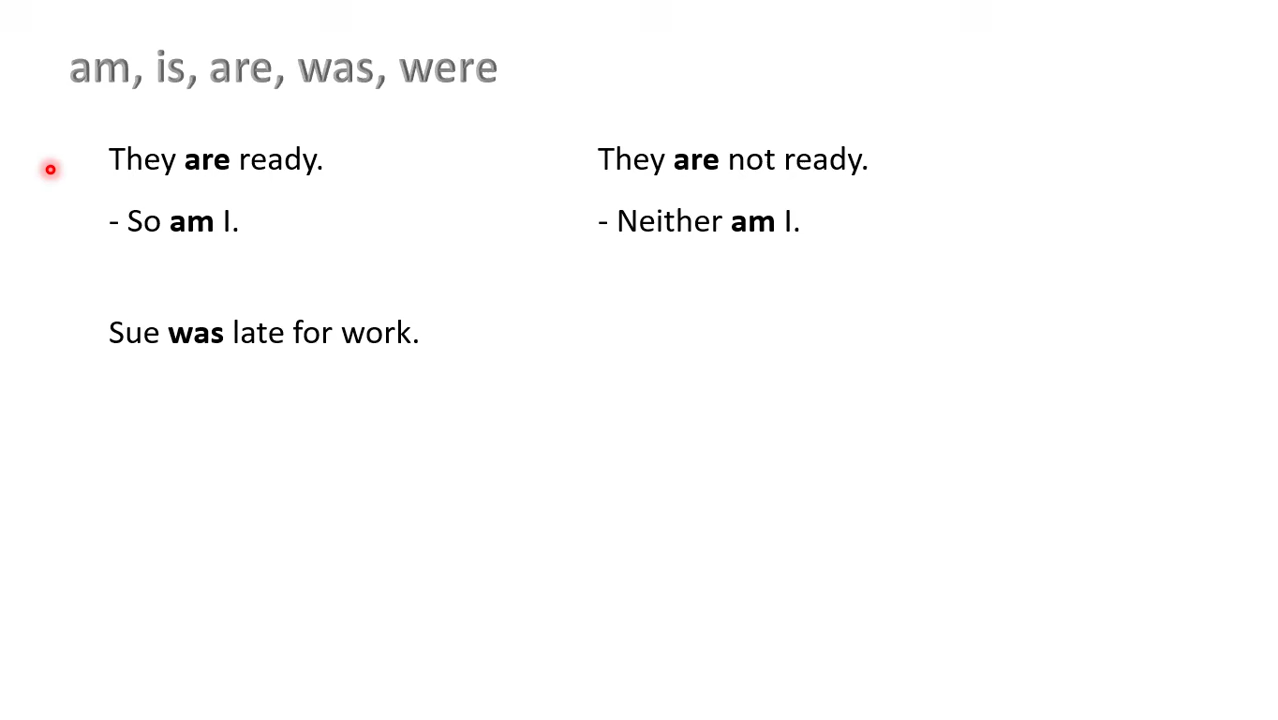 am, is, are, was, were
They are ready.
- So am I.
They are not ready.
- Neither am I.
Sue was late for work.